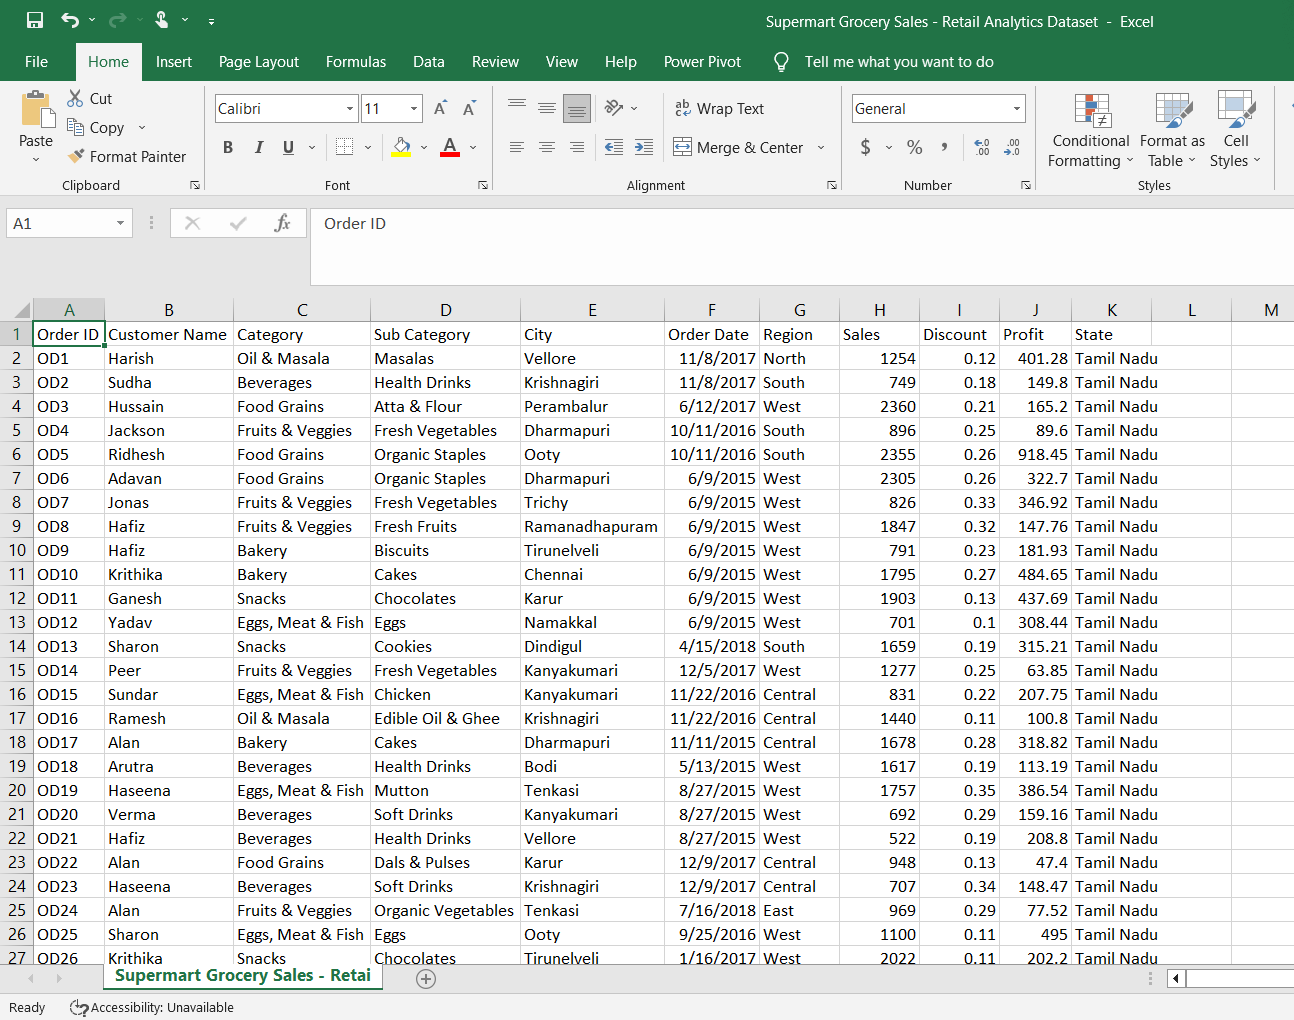 Supermart Grocery Sales - Retail Analytics Dataset - Excel
File Home Insert Page Layout Formulas Data Review View Help Power Pivot Tell me what you want to do
Paste
Cut
Copy
Format Painter
Clipboard
Calibri 11
B I U A
Font
ab Wrap Text
Merge & Center
Alignment
General
$ % , .00 .00
Number
Conditional Formatting
Format as Table
Cell Styles
Styles
A1 fx Order ID
A B C D E F G H I J K L M
1 Order ID Customer Name Category Sub Category City Order Date Region Sales Discount Profit State
2 OD1 Harish Oil & Masala Masalas Vellore 11/8/2017 North 1254 0.12 401.28 Tamil Nadu
3 OD2 Sudha Beverages Health Drinks Krishnagiri 11/8/2017 South 749 0.18 149.8 Tamil Nadu
4 OD3 Hussain Food Grains Atta & Flour Perambalur 6/12/2017 West 2360 0.21 165.2 Tamil Nadu
5 OD4 Jackson Fruits & Veggies Fresh Vegetables Dharmapuri 10/11/2016 South 896 0.25 89.6 Tamil Nadu
6 OD5 Ridhesh Food Grains Organic Staples Ooty 10/11/2016 South 2355 0.26 918.45 Tamil Nadu
7 OD6 Adavan Food Grains Organic Staples Dharmapuri 6/9/2015 West 2305 0.26 322.7 Tamil Nadu
8 OD7 Jonas Fruits & Veggies Fresh Vegetables Trichy 6/9/2015 West 826 0.33 346.92 Tamil Nadu
9 OD8 Hafiz Fruits & Veggies Fresh Fruits Ramanadhapuram 6/9/2015 West 1847 0.32 147.76 Tamil Nadu
10 OD9 Hafiz Bakery Biscuits Tirunelveli 6/9/2015 West 791 0.23 181.93 Tamil Nadu
11 OD10 Krithika Bakery Cakes Chennai 6/9/2015 West 1795 0.27 484.65 Tamil Nadu
12 OD11 Ganesh Snacks Chocolates Karur 6/9/2015 West 1903 0.13 437.69 Tamil Nadu
13 OD12 Yadav Eggs, Meat & Fish Eggs Namakkal 6/9/2015 West 701 0.1 308.44 Tamil Nadu
14 OD13 Sharon Snacks Cookies Dindigul 4/15/2018 South 1659 0.19 315.21 Tamil Nadu
15 OD14 Peer Fruits & Veggies Fresh Vegetables Kanyakumari 12/5/2017 West 1277 0.25 63.85 Tamil Nadu
16 OD15 Sundar Eggs, Meat & Fish Chicken Kanyakumari 11/22/2016 Central 831 0.22 207.75 Tamil Nadu
17 OD16 Ramesh Oil & Masala Edible Oil & Ghee Krishnagiri 11/22/2016 Central 1440 0.11 100.8 Tamil Nadu
18 OD17 Alan Bakery Cakes Dharmapuri 11/11/2015 Central 1678 0.28 318.82 Tamil Nadu
19 OD18 Arutra Beverages Health Drinks Bodi 5/13/2015 West 1617 0.19 113.19 Tamil Nadu
20 OD19 Haseena Eggs, Meat & Fish Mutton Tenkasi 8/27/2015 West 1757 0.35 386.54 Tamil Nadu
21 OD20 Verma Beverages Soft Drinks Kanyakumari 8/27/2015 West 692 0.29 159.16 Tamil Nadu
22 OD21 Hafiz Beverages Health Drinks Vellore 8/27/2015 West 522 0.19 208.8 Tamil Nadu
23 OD22 Alan Food Grains Dals & Pulses Karur 12/9/2017 Central 948 0.13 47.4 Tamil Nadu
24 OD23 Haseena Beverages Soft Drinks Krishnagiri 12/9/2017 Central 707 0.34 148.47 Tamil Nadu
25 OD24 Alan Fruits & Veggies Organic Vegetables Tenkasi 7/16/2018 East 969 0.29 77.52 Tamil Nadu
26 OD25 Sharon Eggs, Meat & Fish Eggs Ooty 9/25/2016 West 1100 0.11 495 Tamil Nadu
27 OD26 Krithika Snacks Chocolates Tirunelveli 1/16/2017 West 2022 0.11 202.2 Tamil Nadu
Supermart Grocery Sales - Retai
Ready Accessibility: Unavailable